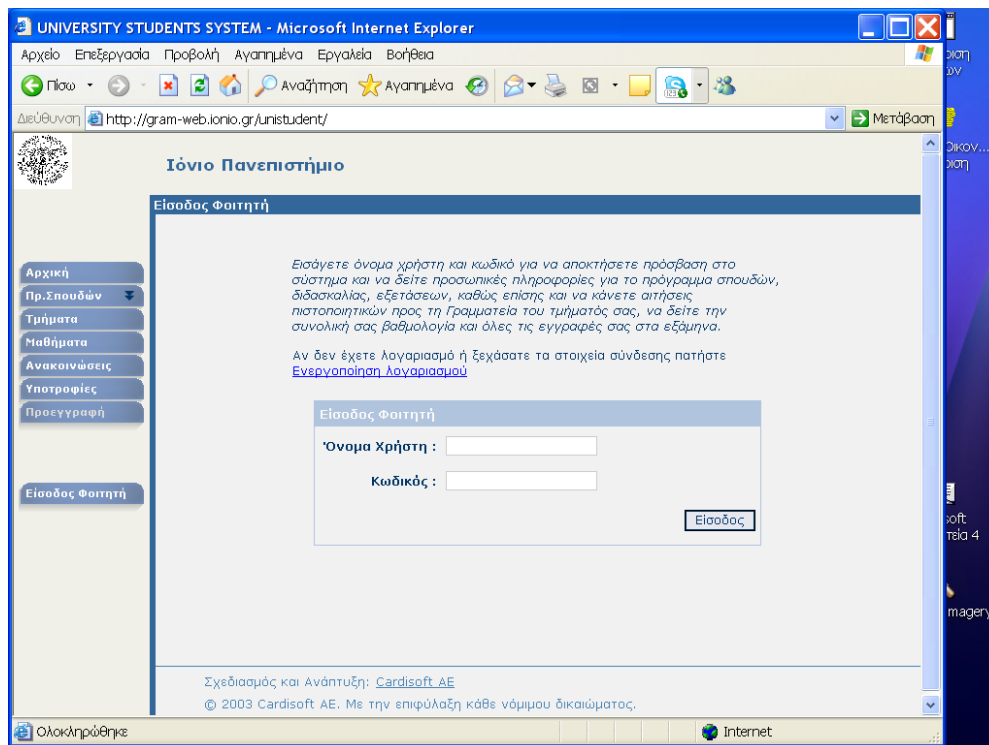 UNIVERSITY STUDENTS SYSTEM - Microsoft Internet Explorer
Αρχείο Επεξεργασία Προβολή Αγαπημένα Εργαλεία Βοήθεια
Πίσω Αναζήτηση Αγαπημένα
Διεύθυνση http://gram-web.ionio.gr/unistudent/ Μετάβαση
Ιόνιο Πανεπιστήμιο
Είσοδος Φοιτητή
Αρχική
Πρ.Σπουδών
Τμήματα
Μαθήματα
Ανακοινώσεις
Υποτροφίες
Προεγγραφή
Είσοδος Φοιτητή
Εισάγετε όνομα χρήστη και κωδικό για να αποκτήσετε πρόσβαση στο
σύστημα και να δείτε προσωπικές πληροφορίες για το πρόγραμμα σπουδών,
διδασκαλίας, εξετάσεων, καθώς επίσης και να κάνετε αιτήσεις
πιστοποιητικών προς τη Γραμματεία του τμήματός σας, να δείτε την
συνολική σας βαθμολογία και όλες τις εγγραφές σας στα εξάμηνα.
Αν δεν έχετε λογαριασμό ή ξεχάσατε τα στοιχεία σύνδεσης πατήστε
Ενεργοποίηση λογαριασμού
Είσοδος Φοιτητή
Όνομα Χρήστη :
Κωδικός :
Είσοδος
Σχεδιασμός και Ανάπτυξη: Cardisoft AE
© 2003 Cardisoft AE. Με την επιφύλαξη κάθε νόμιμου δικαιώματος.
Ολοκληρώθηκε Internet